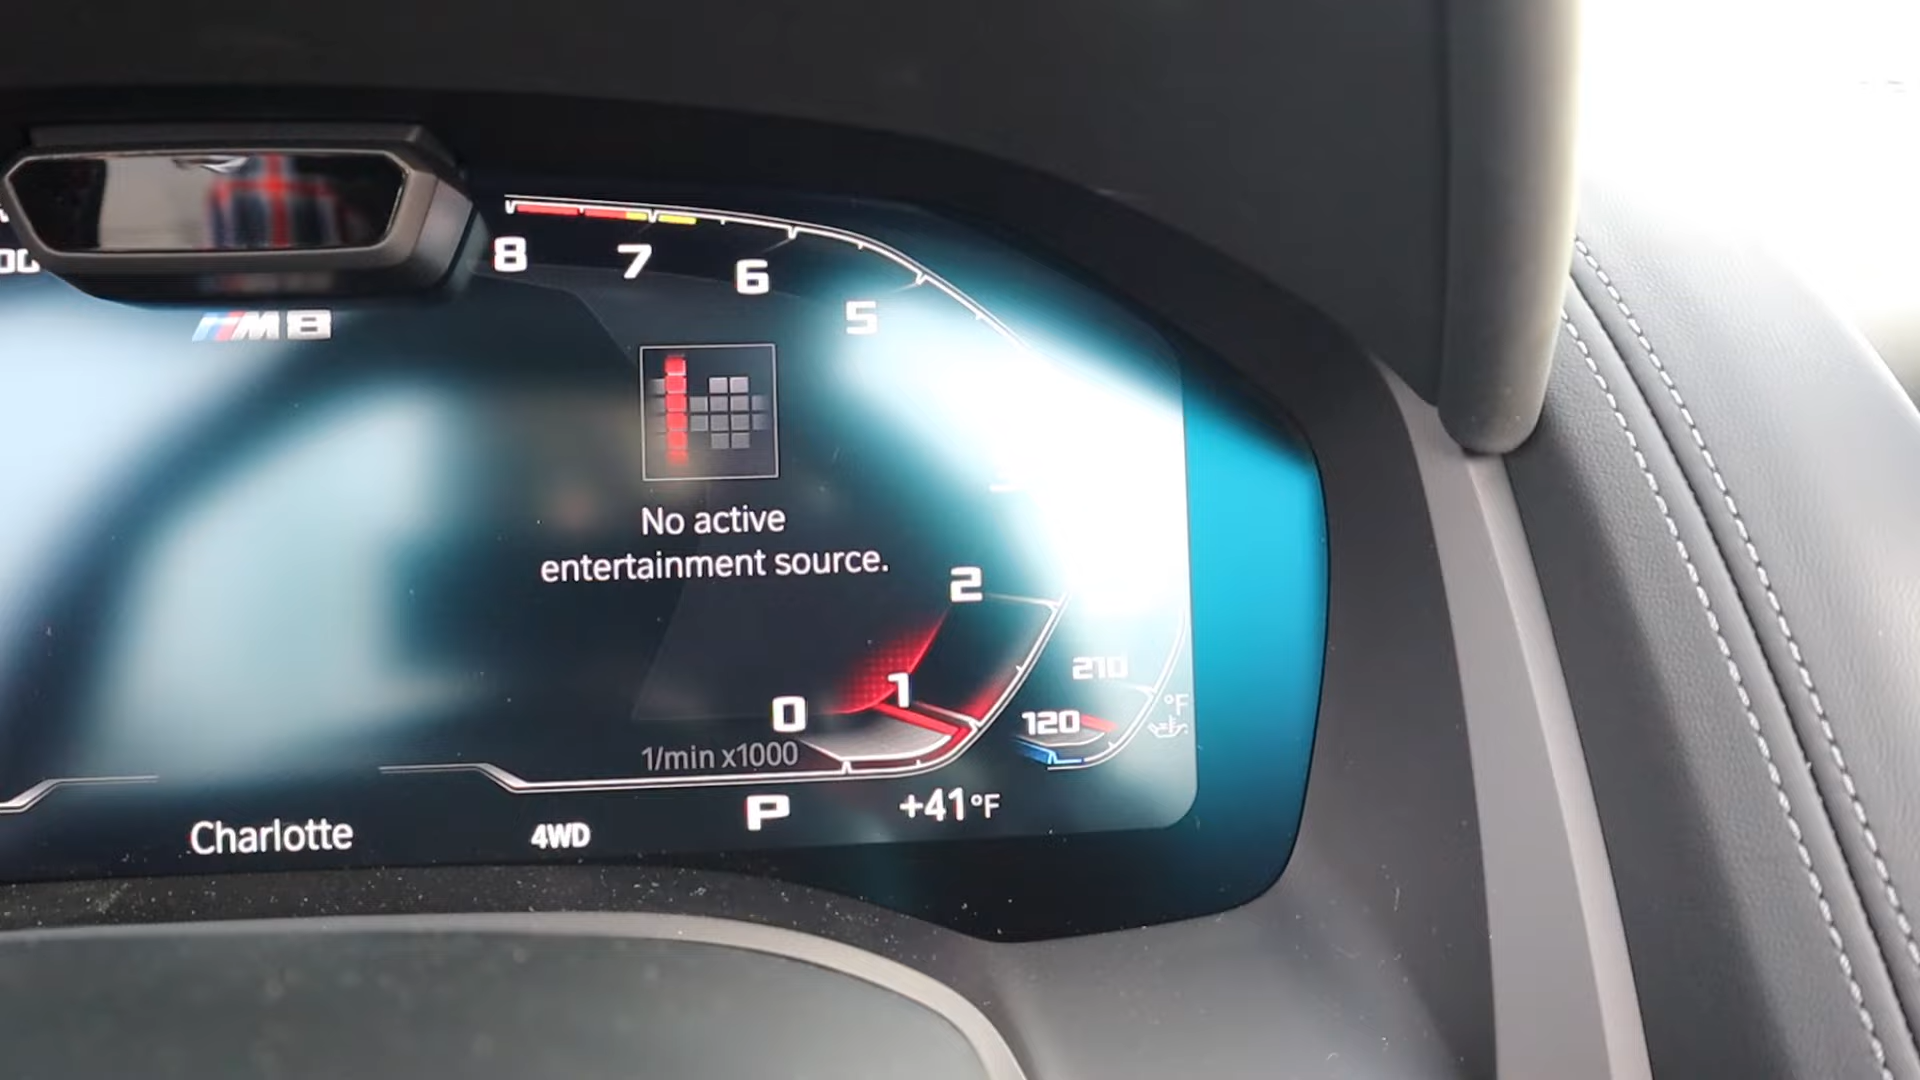 8
7
6
5
M8
No active
entertainment source.
2
1
0
1/min x1000
210
120
°F
P
+41°F
Charlotte
4WD